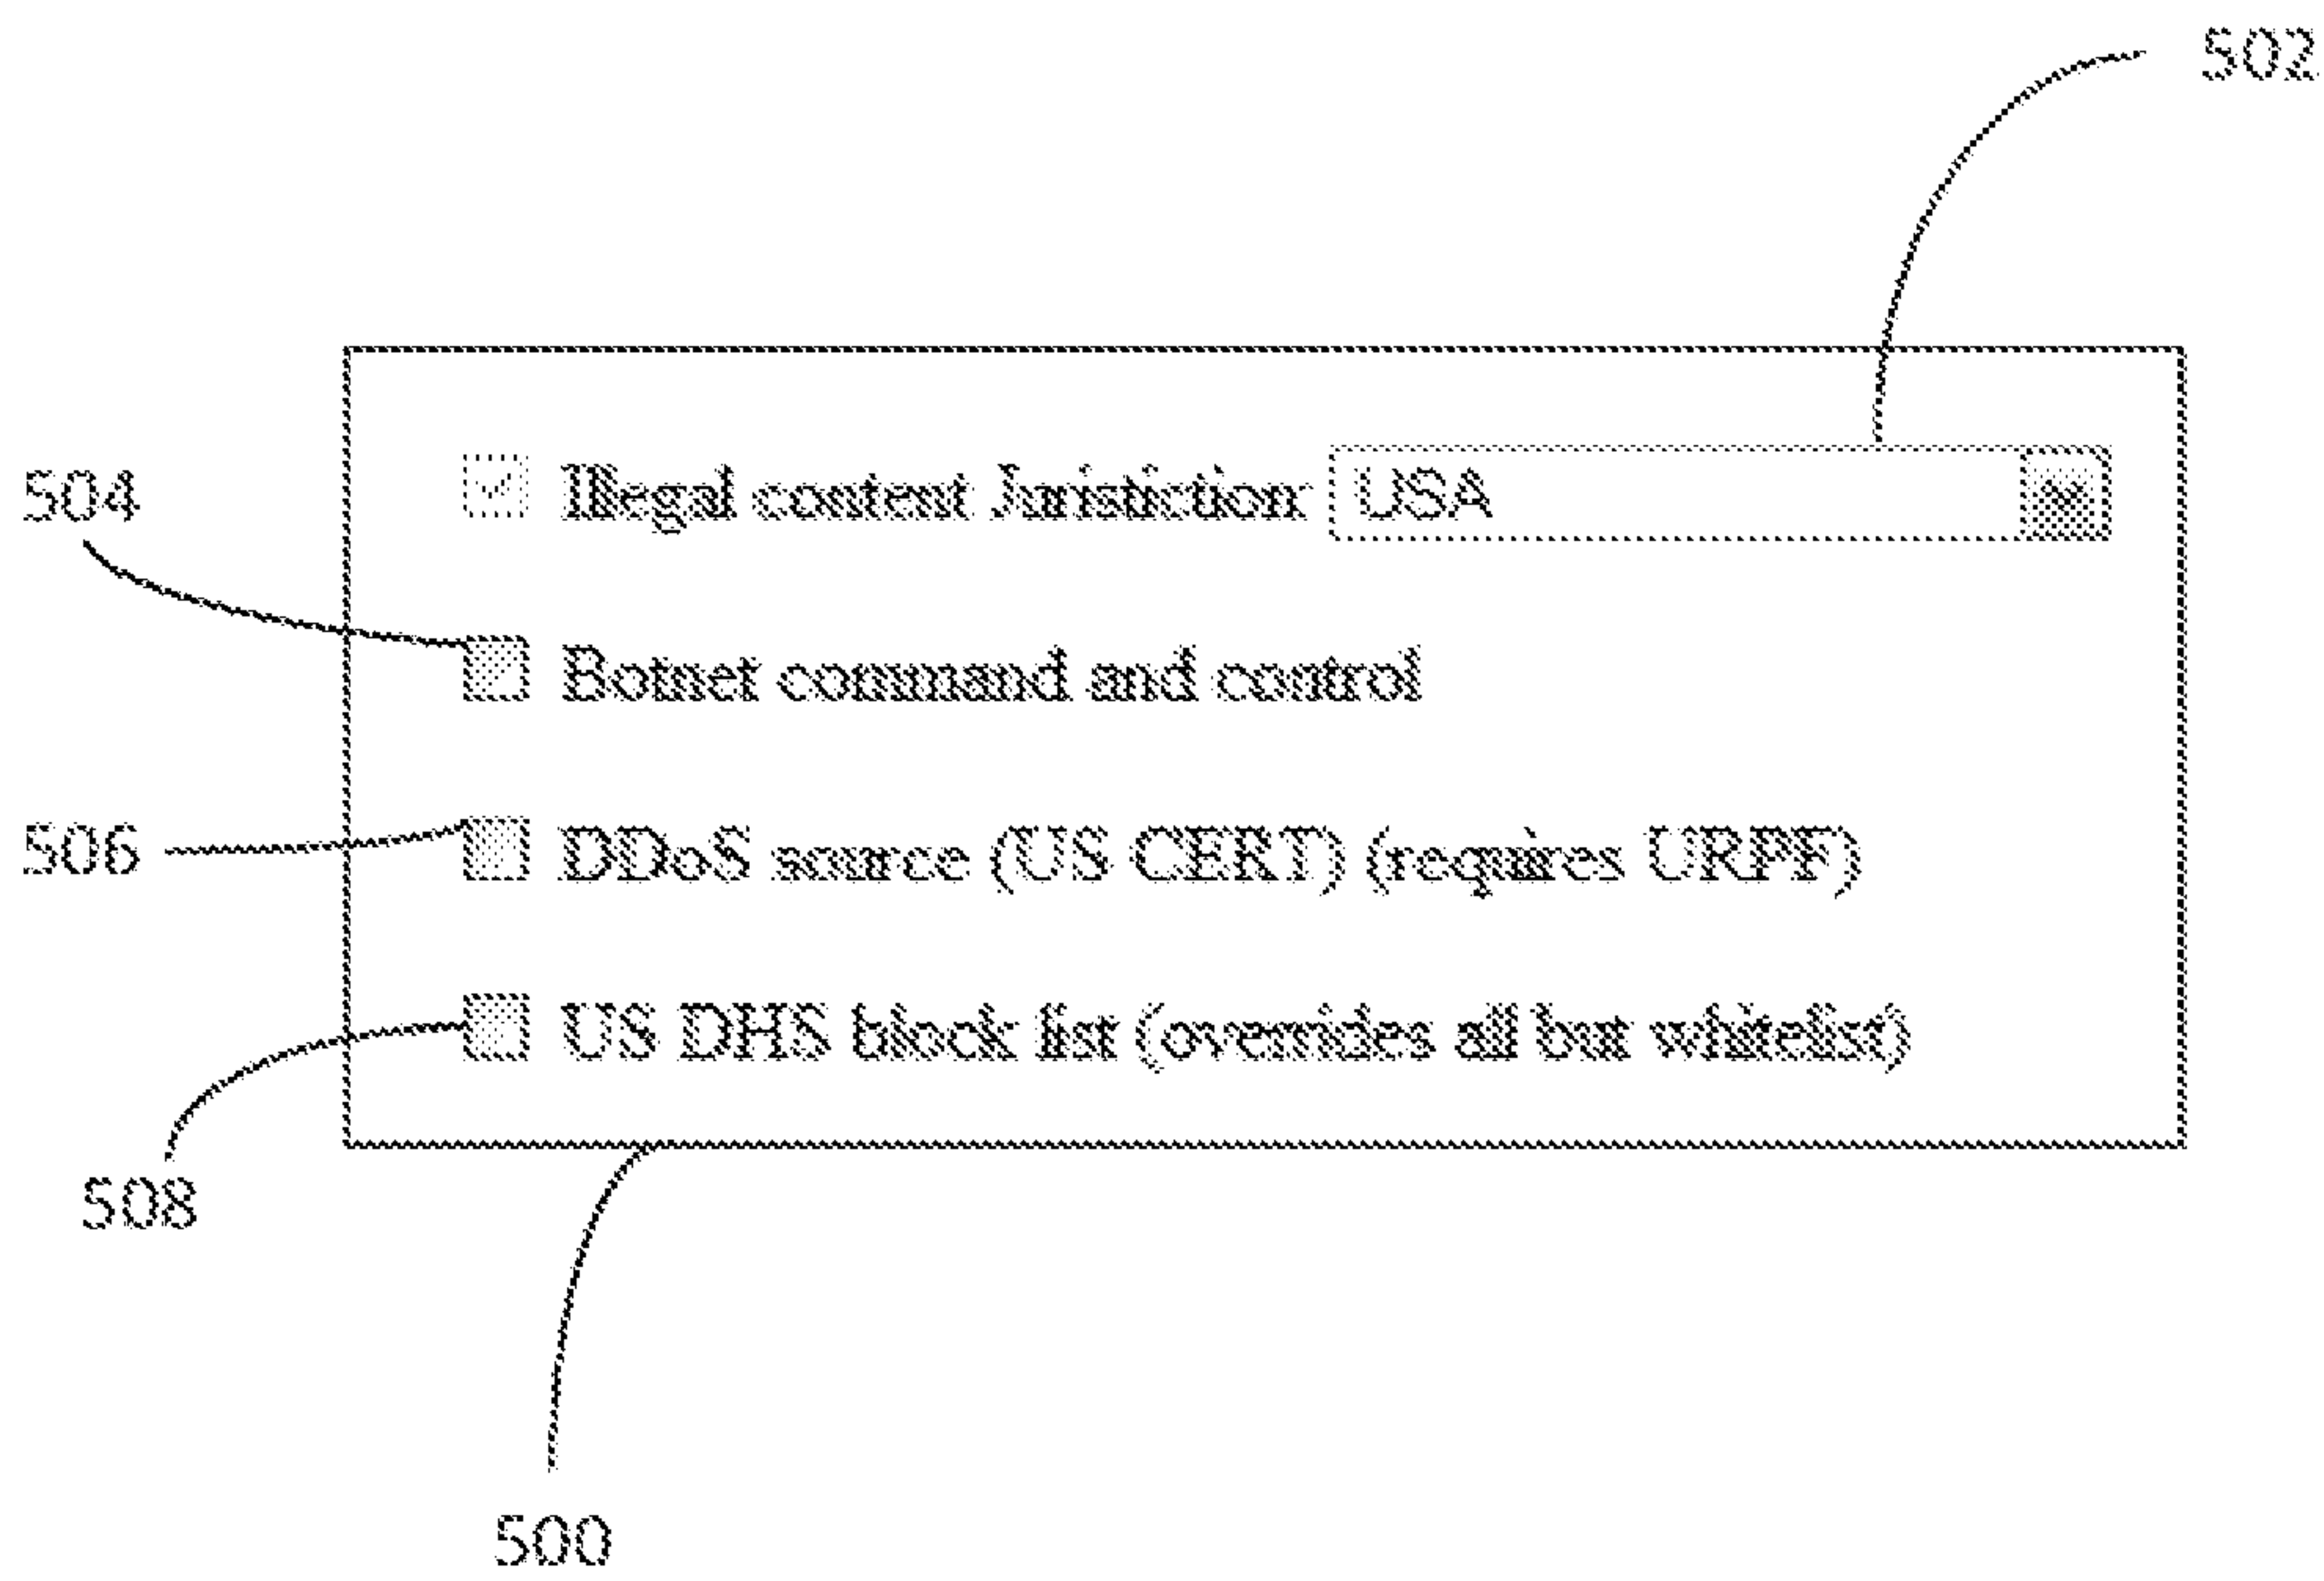 502
504
Illegal content Juristiction USA
Botnet command and control
506
DDoS source (US CERT) (requires URPF)
US DHS block list (overrides all but whitelist)
508
500